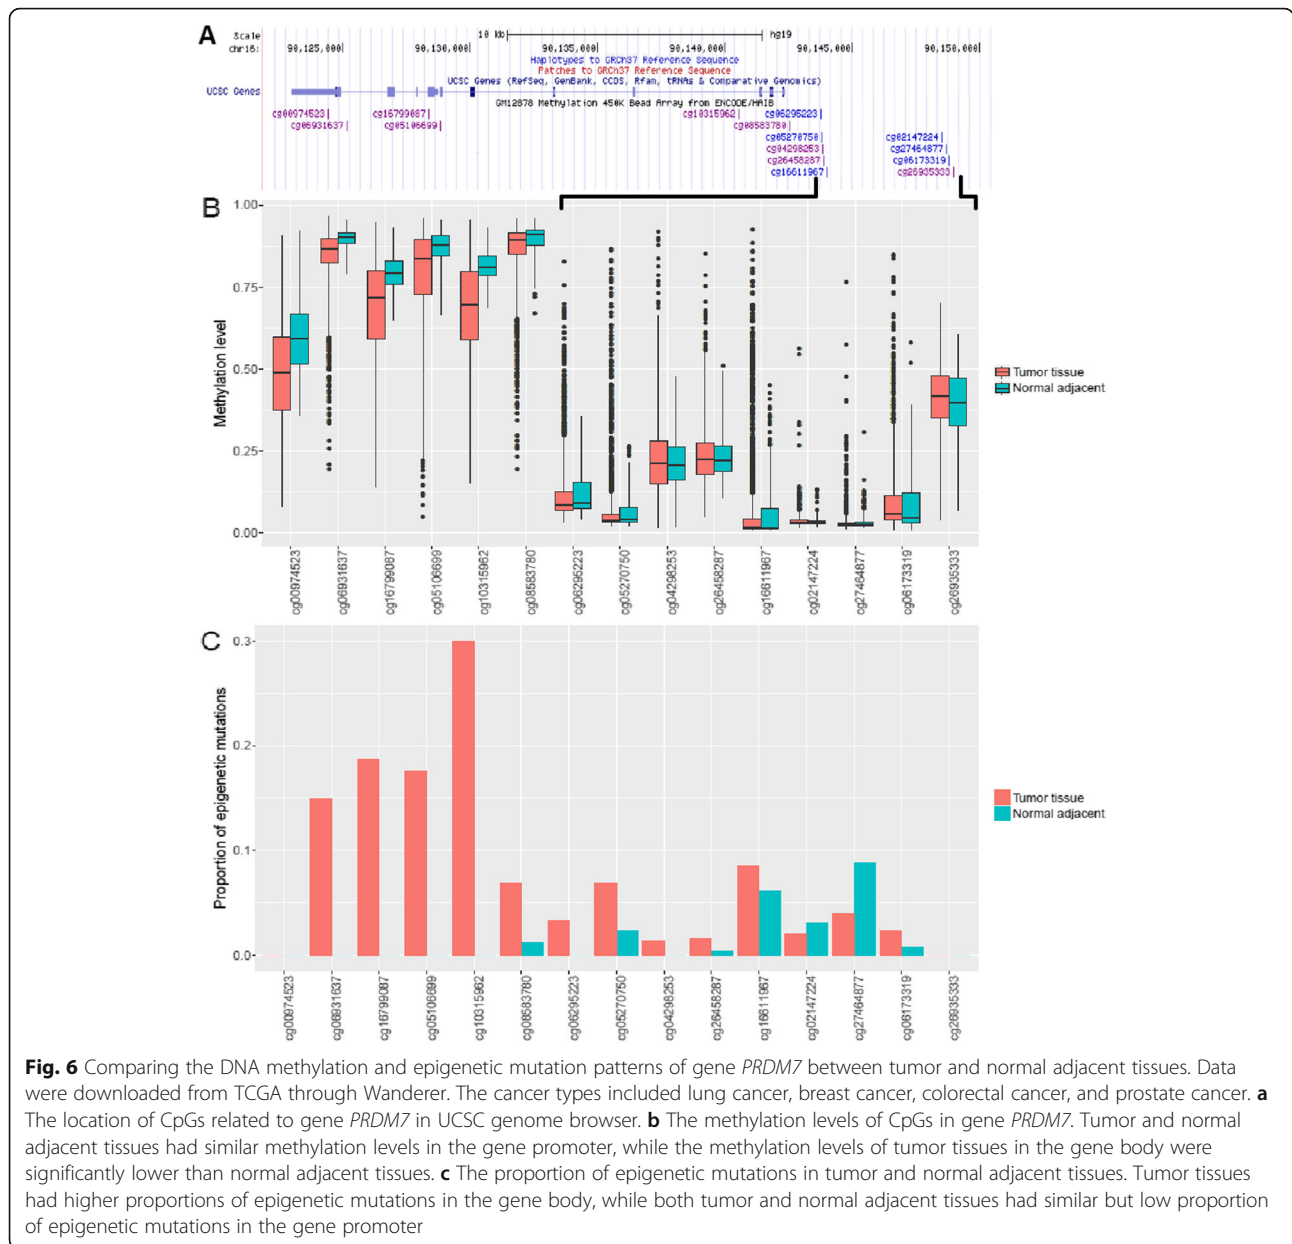 A
Scale 10 kb hg19
chr16: 90,125,000 90,130,000 90,135,000 90,140,000 90,145,000 90,150,000
Haplotypes to GRCh37 Reference Sequence
Patches to GRCh37 Reference Sequence
UCSC Genes (RefSeq, GenBank, CCDS, Rfam, tRNAs & Comparative Genomics)
UCSC Genes
GM12878 Methylation 450K Bead Array from ENCODE/HAIB
cg00974523 cg16799087 cg10315962 cg06295223
cg06931637 cg05106699 cg08583780
cg05270750 cg02147224
cg04298253 cg27464877
cg26458287 cg06173319
cg16611967 cg26935333
B
Methylation level
1.00
0.75
0.50
0.25
0.00
cg00974523 cg06931637 cg16799087 cg05106699 cg10315962 cg08583780 cg06295223 cg05270750 cg04298253 cg26458287 cg16611967 cg02147224 cg27464877 cg06173319 cg26935333
Tumor tissue
Normal adjacent
C
Proportion of epigenetic mutations
0.3
0.2
0.1
0.0
cg00974523 cg06931637 cg16799087 cg05106699 cg10315962 cg08583780 cg06295223 cg05270750 cg04298253 cg26458287 cg16611967 cg02147224 cg27464877 cg06173319 cg26935333
Tumor tissue
Normal adjacent
Fig. 6 Comparing the DNA methylation and epigenetic mutation patterns of gene PRDM7 between tumor and normal adjacent tissues. Data
were downloaded from TCGA through Wanderer. The cancer types included lung cancer, breast cancer, colorectal cancer, and prostate cancer. a
The location of CpGs related to gene PRDM7 in UCSC genome browser. b The methylation levels of CpGs in gene PRDM7. Tumor and normal
adjacent tissues had similar methylation levels in the gene promoter, while the methylation levels of tumor tissues in the gene body were
significantly lower than normal adjacent tissues. c The proportion of epigenetic mutations in tumor and normal adjacent tissues. Tumor tissues
had higher proportions of epigenetic mutations in the gene body, while both tumor and normal adjacent tissues had similar but low proportion
of epigenetic mutations in the gene promoter